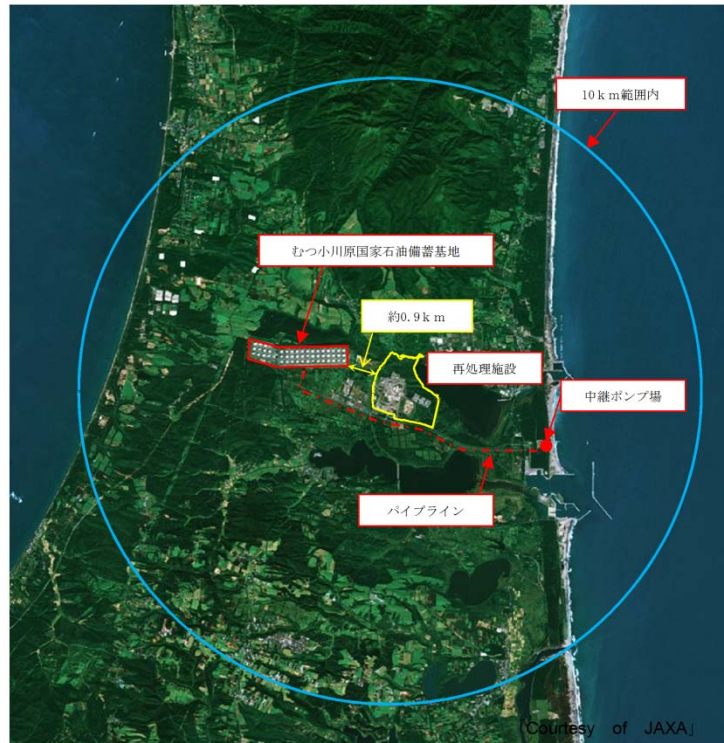 10km範囲内
むつ小川原国家石油備蓄基地
約0.9km
再処理施設
中継ポンプ場
パイプライン
「Courtesy of JAXA」